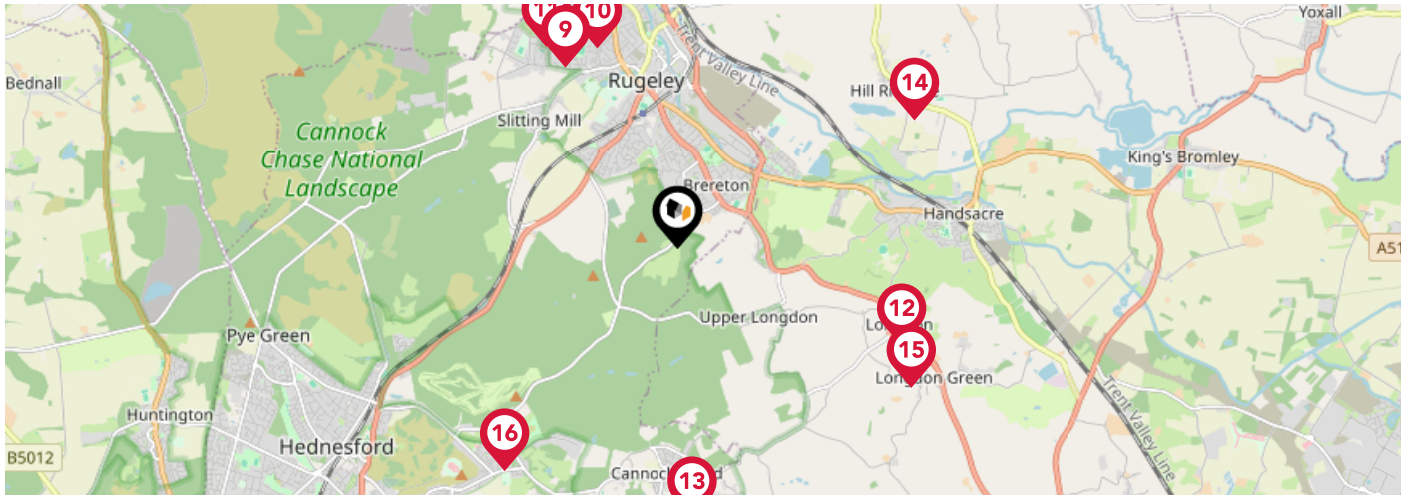 11
10
9
Yoxall
Bednall
Rugeley
Trent Valley Line
14
Slitting Mill
Cannock
Chase National
Landscape
King's Bromley
Brereton
Handsacre
A51
12
Upper Longdon
15
Longdon Green
Pye Green
Huntington
Trent Valley Line
16
Hednesford
B5012
13